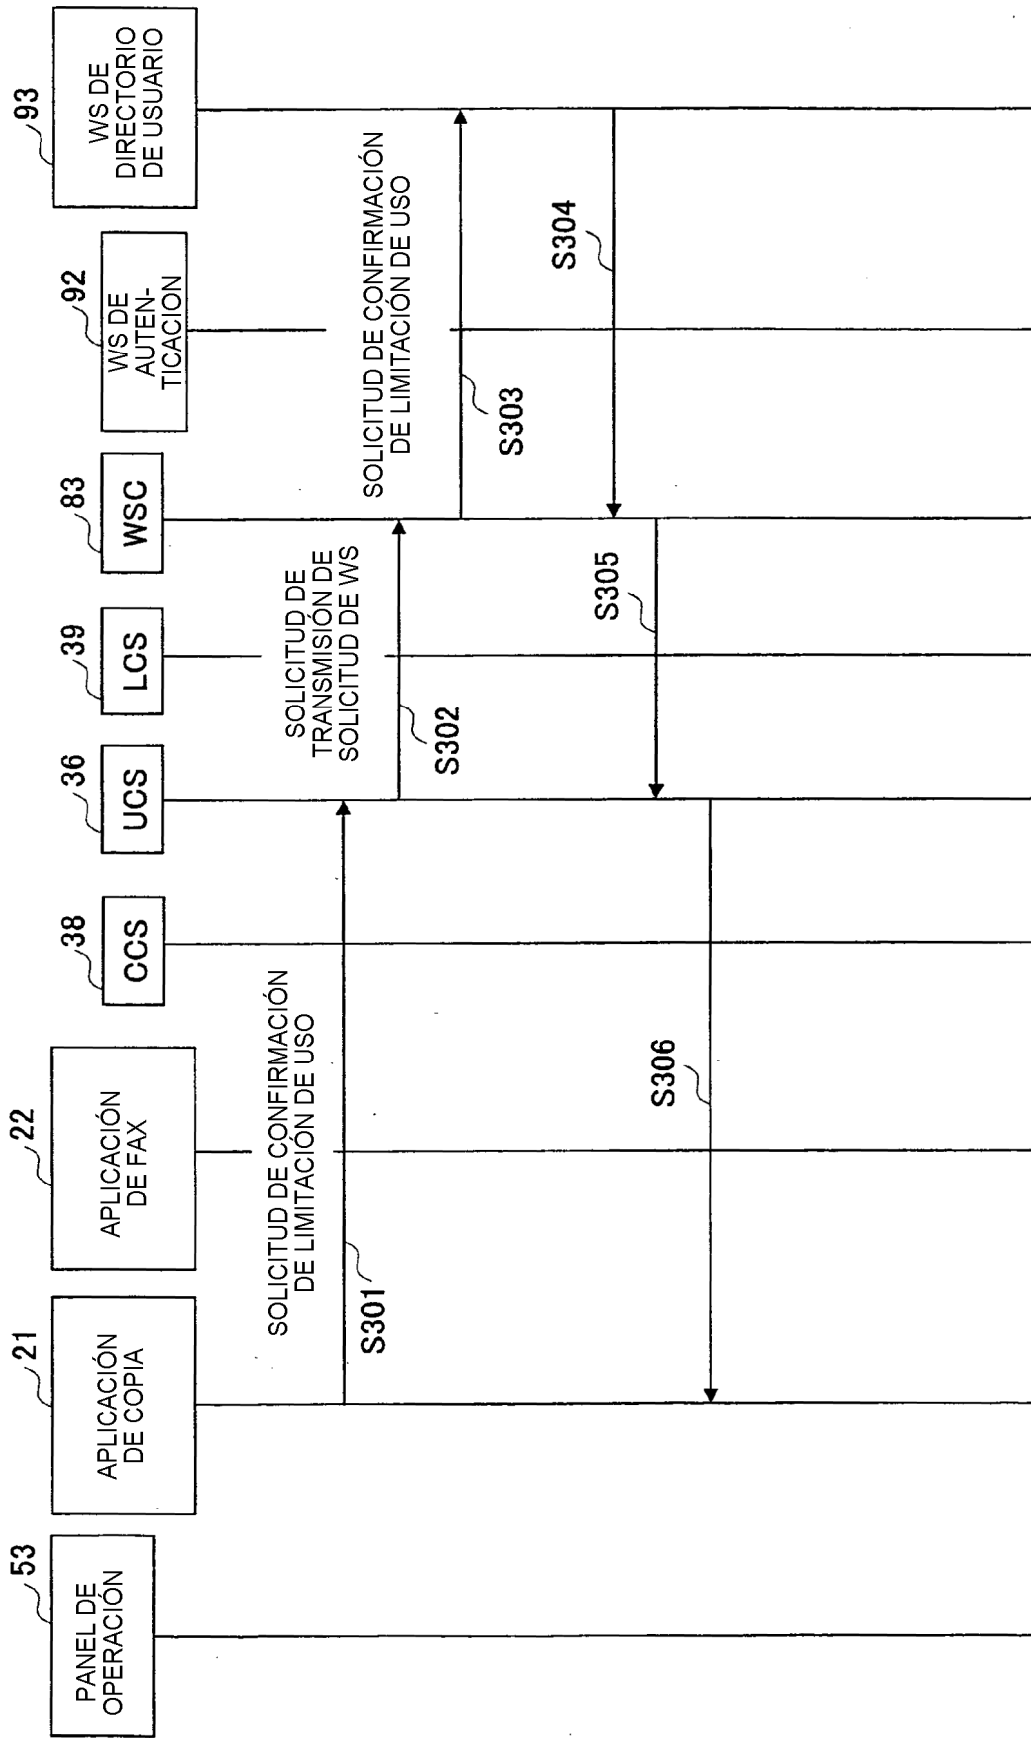 53
PANEL DE
OPERACIÓN
21
APLICACIÓN
DE COPIA
22
APLICACIÓN
DE FAX
38
CCS
36
UCS
39
LCS
83
WSC
92
WS DE
AUTEN-
TICACION
93
WS DE
DIRECTORIO
DE USUARIO
SOLICITUD DE CONFIRMACIÓN
DE LIMITACIÓN DE USO
S301
SOLICITUD DE
TRANSMISIÓN DE
SOLICITUD DE WS
S302
SOLICITUD DE CONFIRMACIÓN
DE LIMITACIÓN DE USO
S303
S304
S305
S306